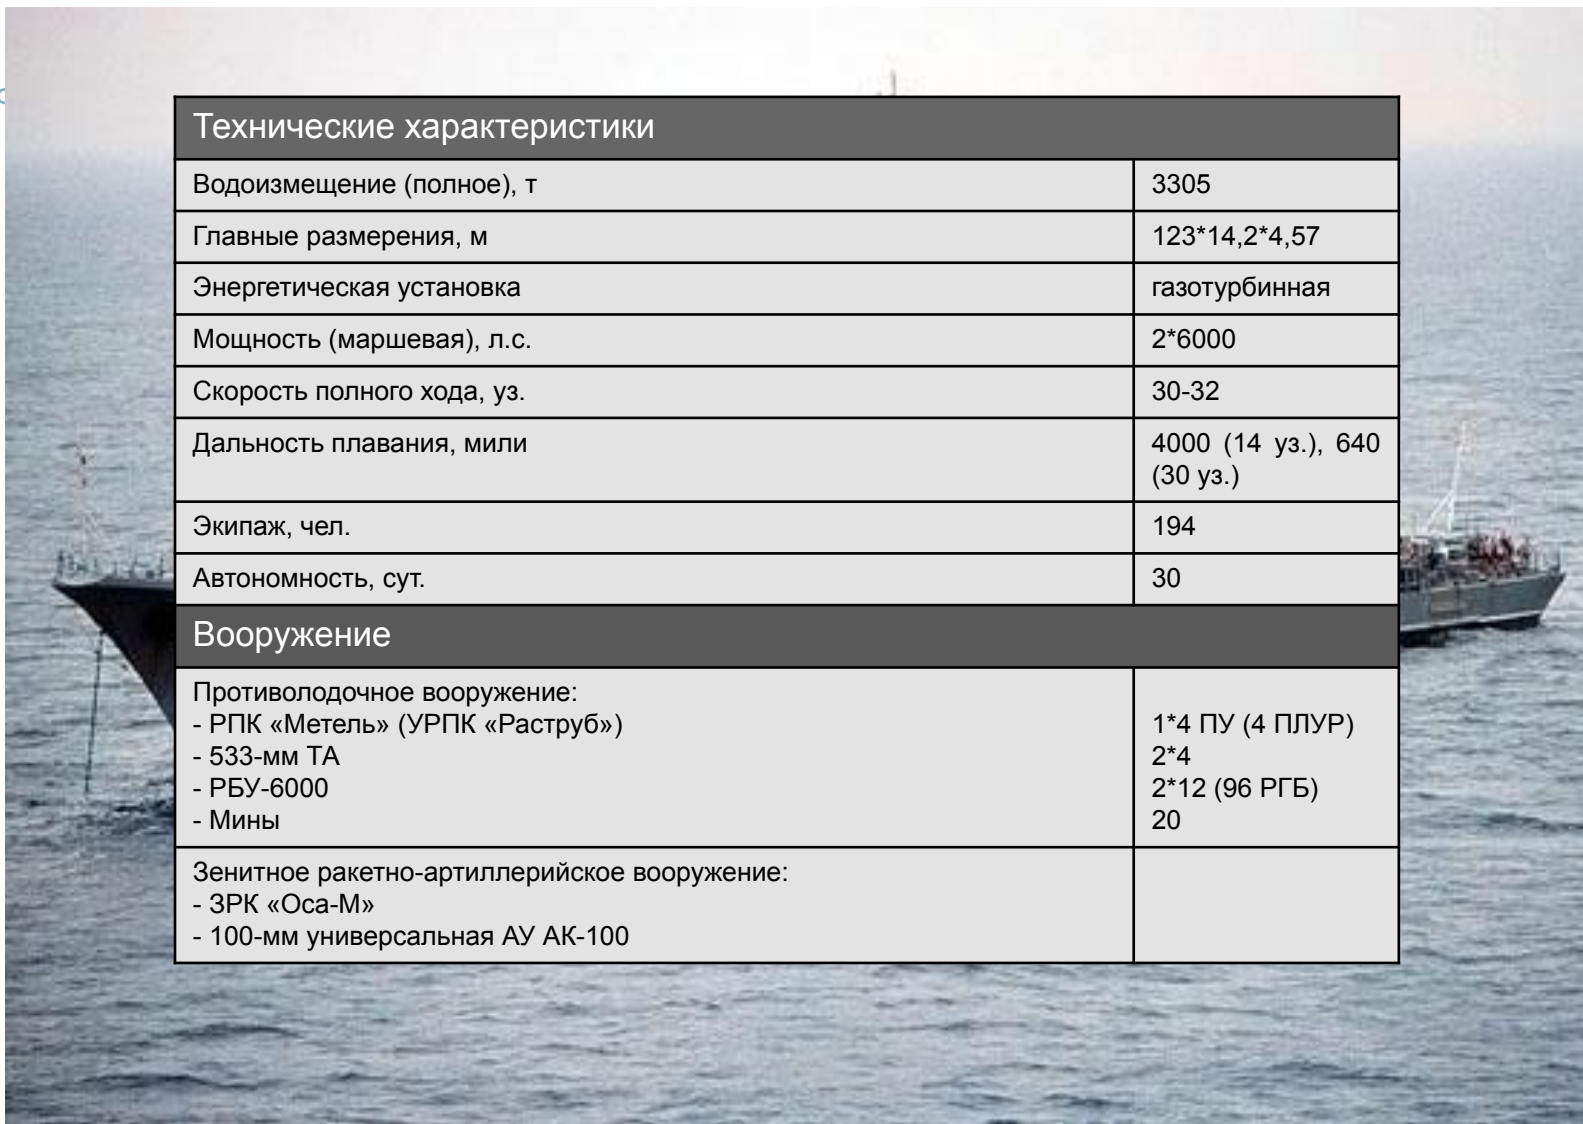 Технические характеристики
Водоизмещение (полное), т 3305
Главные размерения, м 123*14,2*4,57
Энергетическая установка газотурбинная
Мощность (маршевая), л.с. 2*6000
Скорость полного хода, уз. 30-32
Дальность плавания, мили 4000 (14 уз.), 640
(30 уз.)
Экипаж, чел. 194
Автономность, сут. 30
Вооружение
Противолодочное вооружение:
- РПК «Метель» (УРПК «Раструб») 1*4 ПУ (4 ПЛУР)
- 533-мм ТА 2*4
- РБУ-6000 2*12 (96 РГБ)
- Мины 20
Зенитное ракетно-артиллерийское вооружение:
- ЗРК «Оса-М»
- 100-мм универсальная АУ АК-100